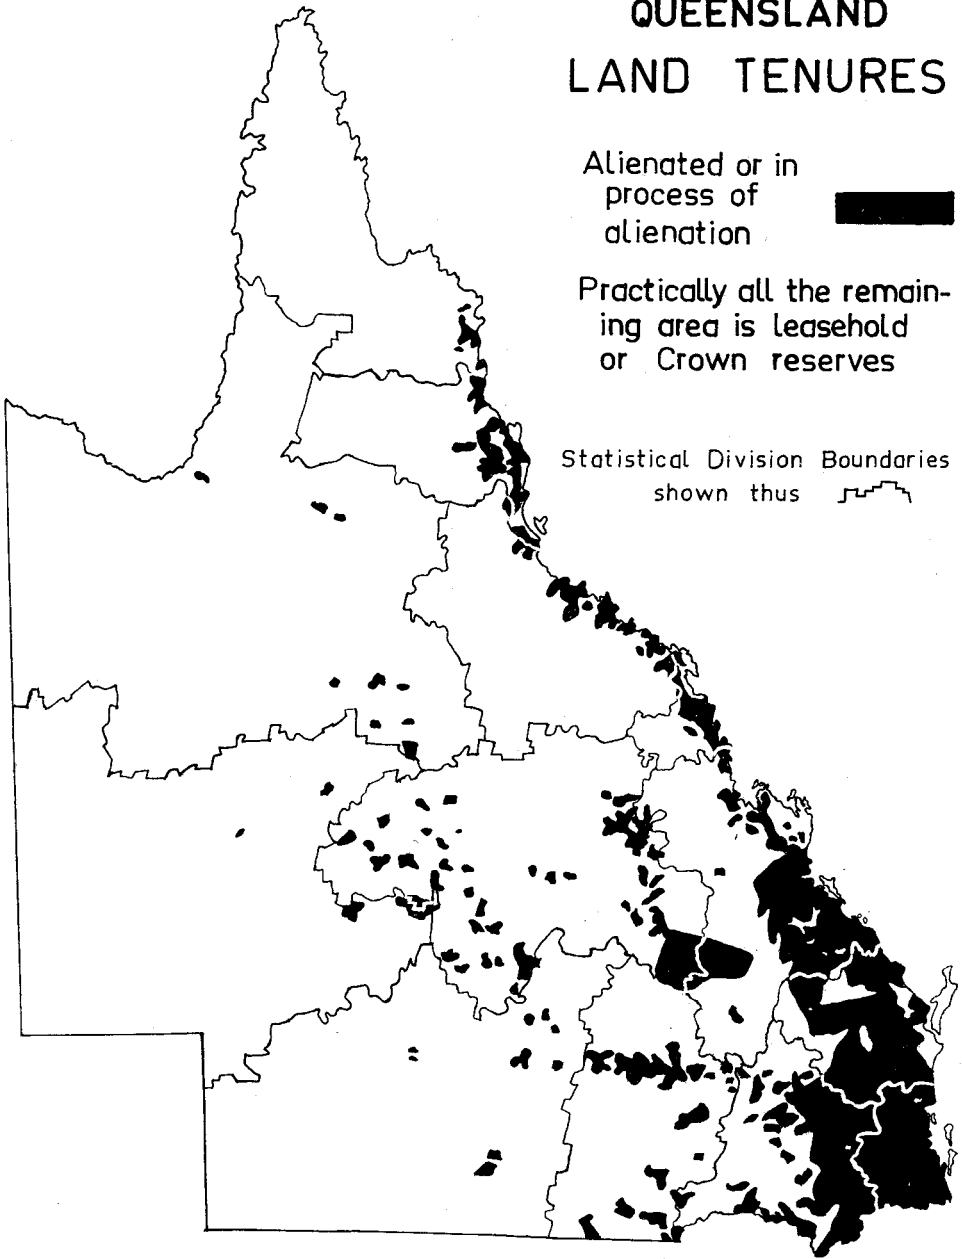 QUEENSLAND
LAND TENURES
Alienated or in
process of
alienation
Practically all the remain-
ing area is leasehold
or Crown reserves
Statistical Division Boundaries
shown thus